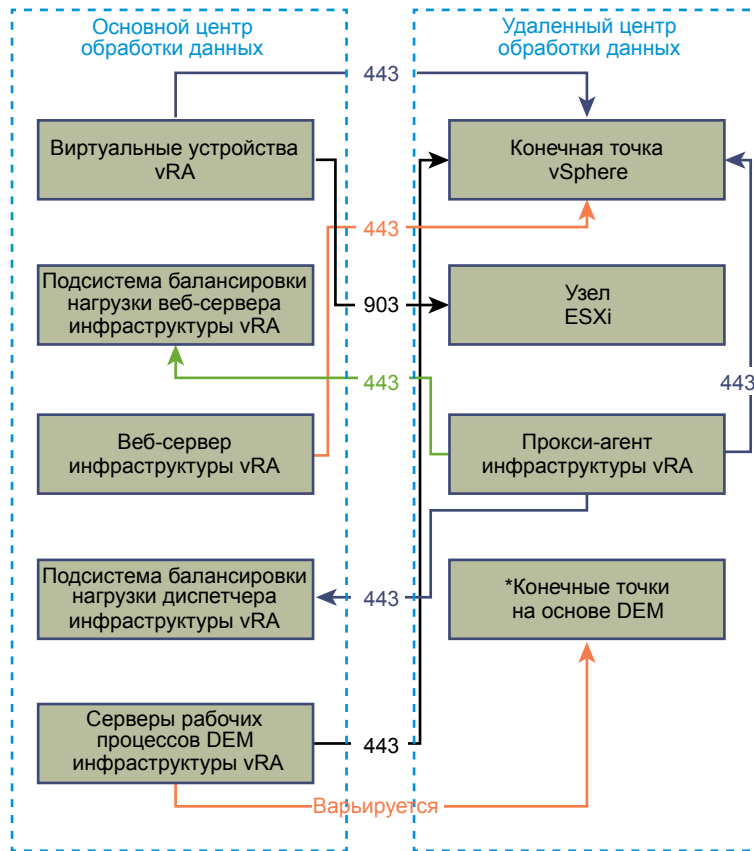 Основной центр
обработки данных
Удаленный центр
обработки данных
443
Виртуальные устройства
vRA
Конечная точка
vSphere
443
Подсистема балансировки
нагрузки веб-сервера
инфраструктуры vRA
903
Узел
ESXi
443
443
Веб-сервер
инфраструктуры vRA
Прокси-агент
инфраструктуры vRA
Подсистема балансировки
нагрузки диспетчера
инфраструктуры vRA
443
*Конечные точки
на основе DEM
Серверы рабочих
процессов DEM
инфраструктуры vRA
443
Варьируется